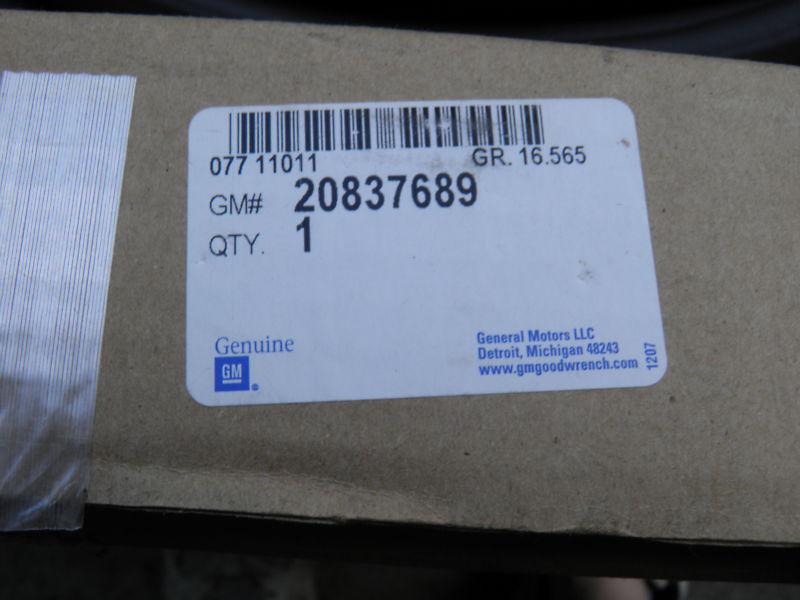 077 11011 GR. 16.565
GM# 20837689
QTY. 1
Genuine
GM
®
General Motors LLC
Detroit, Michigan 48243
www.gmgoodwrench.com
1207